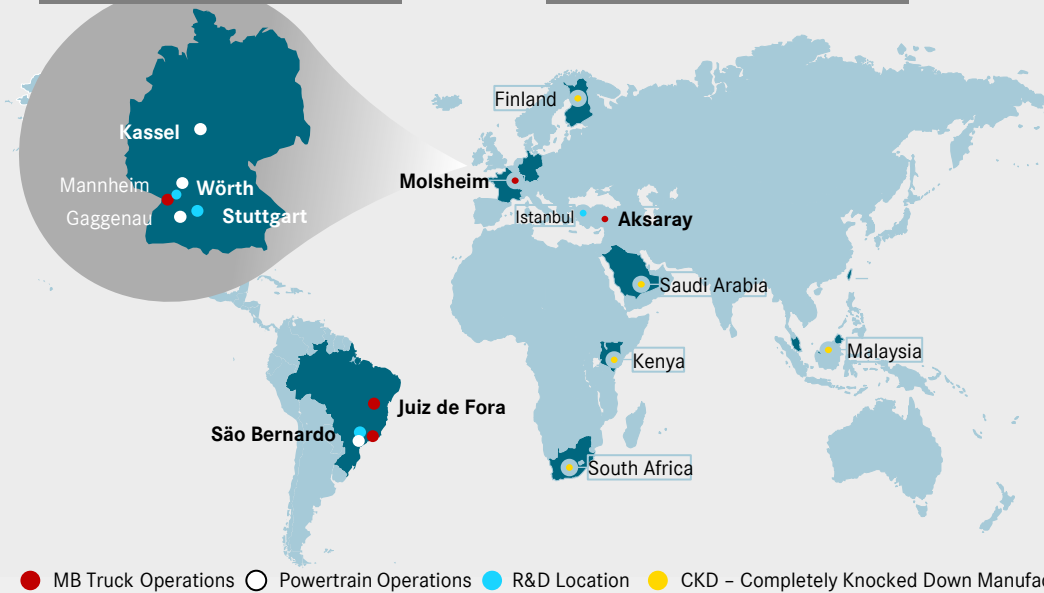 Finland
Kassel
Molsheim
Mannheim
Wörth
Gaggenau
Stuttgart
Istanbul
Aksaray
Saudi Arabia
Malaysia
Kenya
Juiz de Fora
Säo Bernardo
South Africa
MB Truck Operations
Powertrain Operations
R&D Location
CKD – Completely Knocked Down Manufac